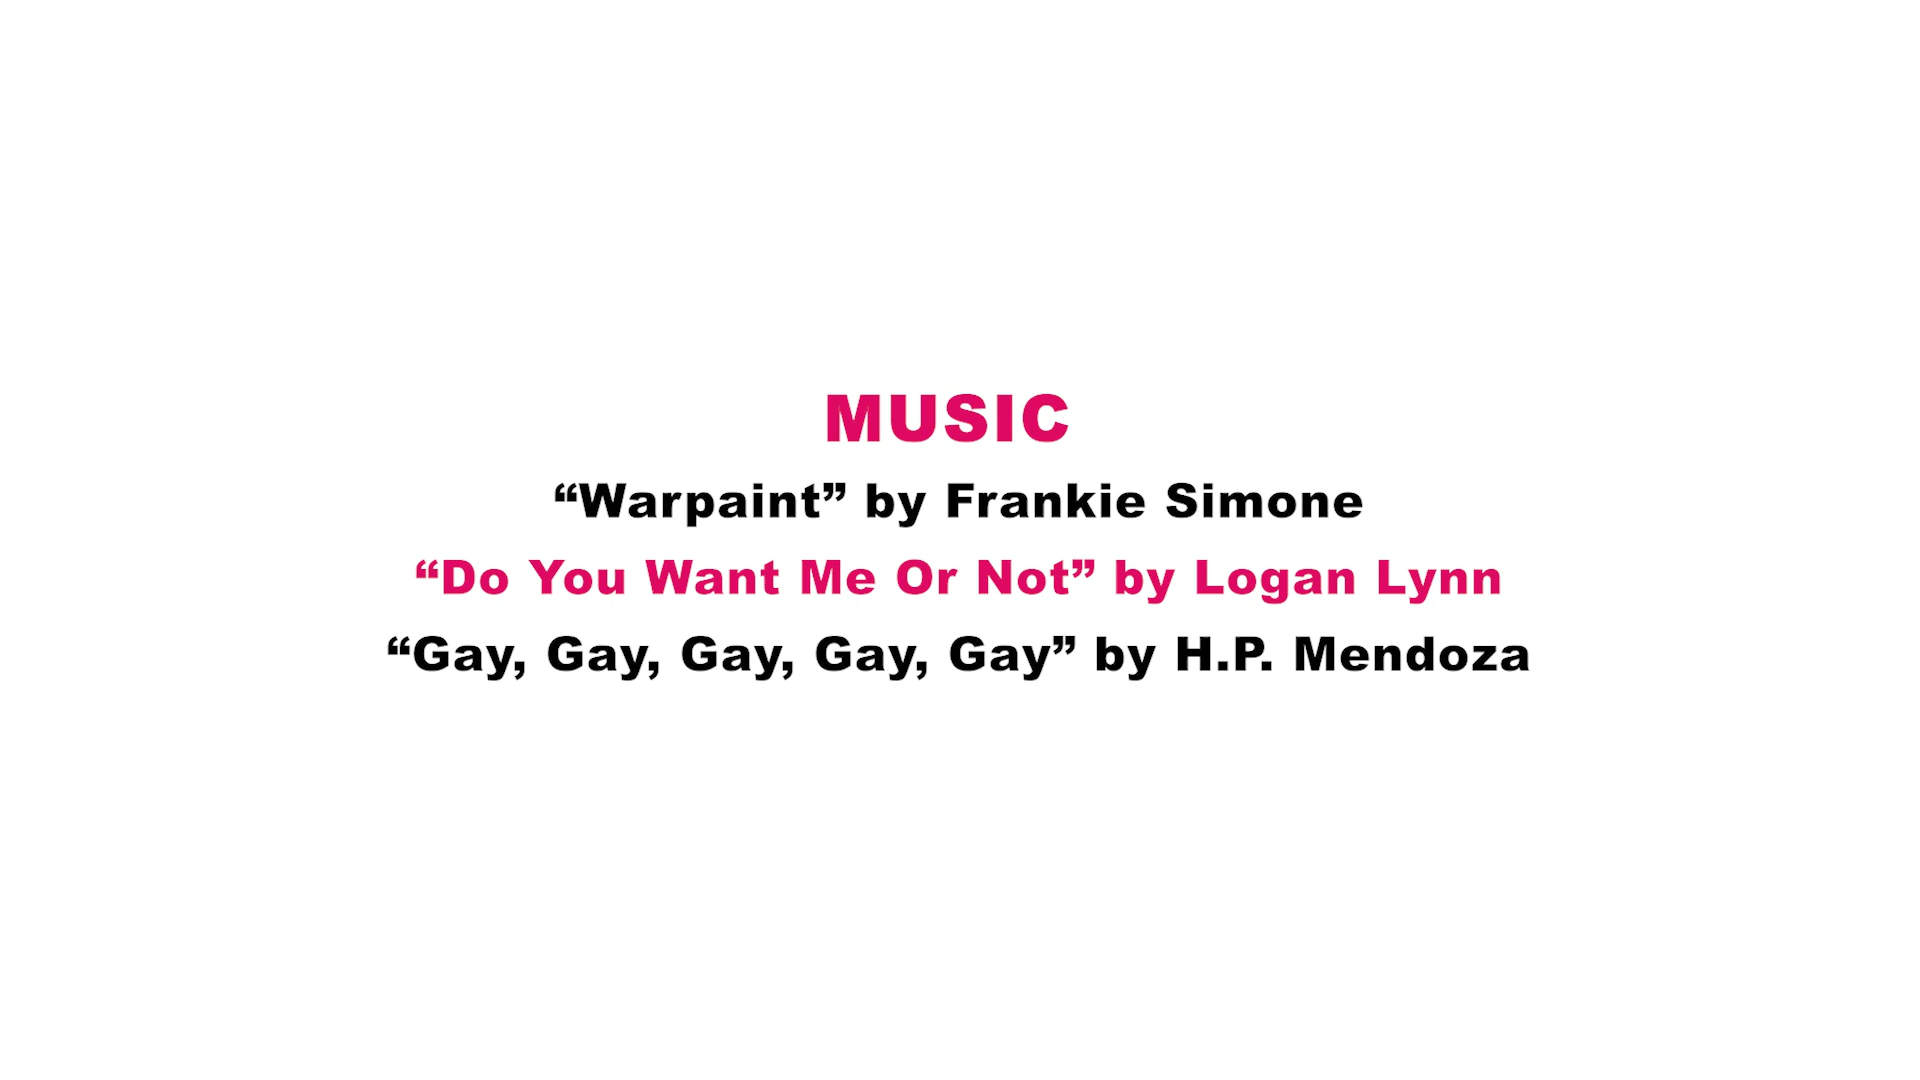 MUSIC
“Warpaint” by Frankie Simone
“Do You Want Me Or Not” by Logan Lynn
“Gay, Gay, Gay, Gay, Gay” by H.P. Mendoza